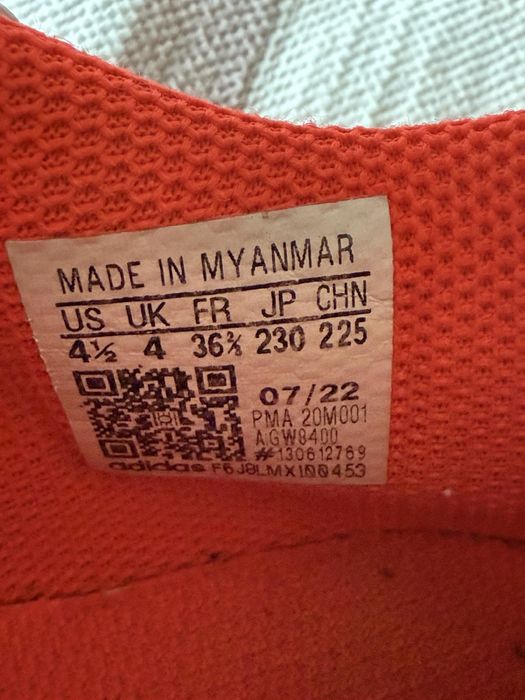 MADE IN MYANMAR
US UK FR JP CHN
4½ 4 36⅔ 230 225
07/22
PMA 20M001
A.GW8400
#130612769
adidas F6J8LMX100453